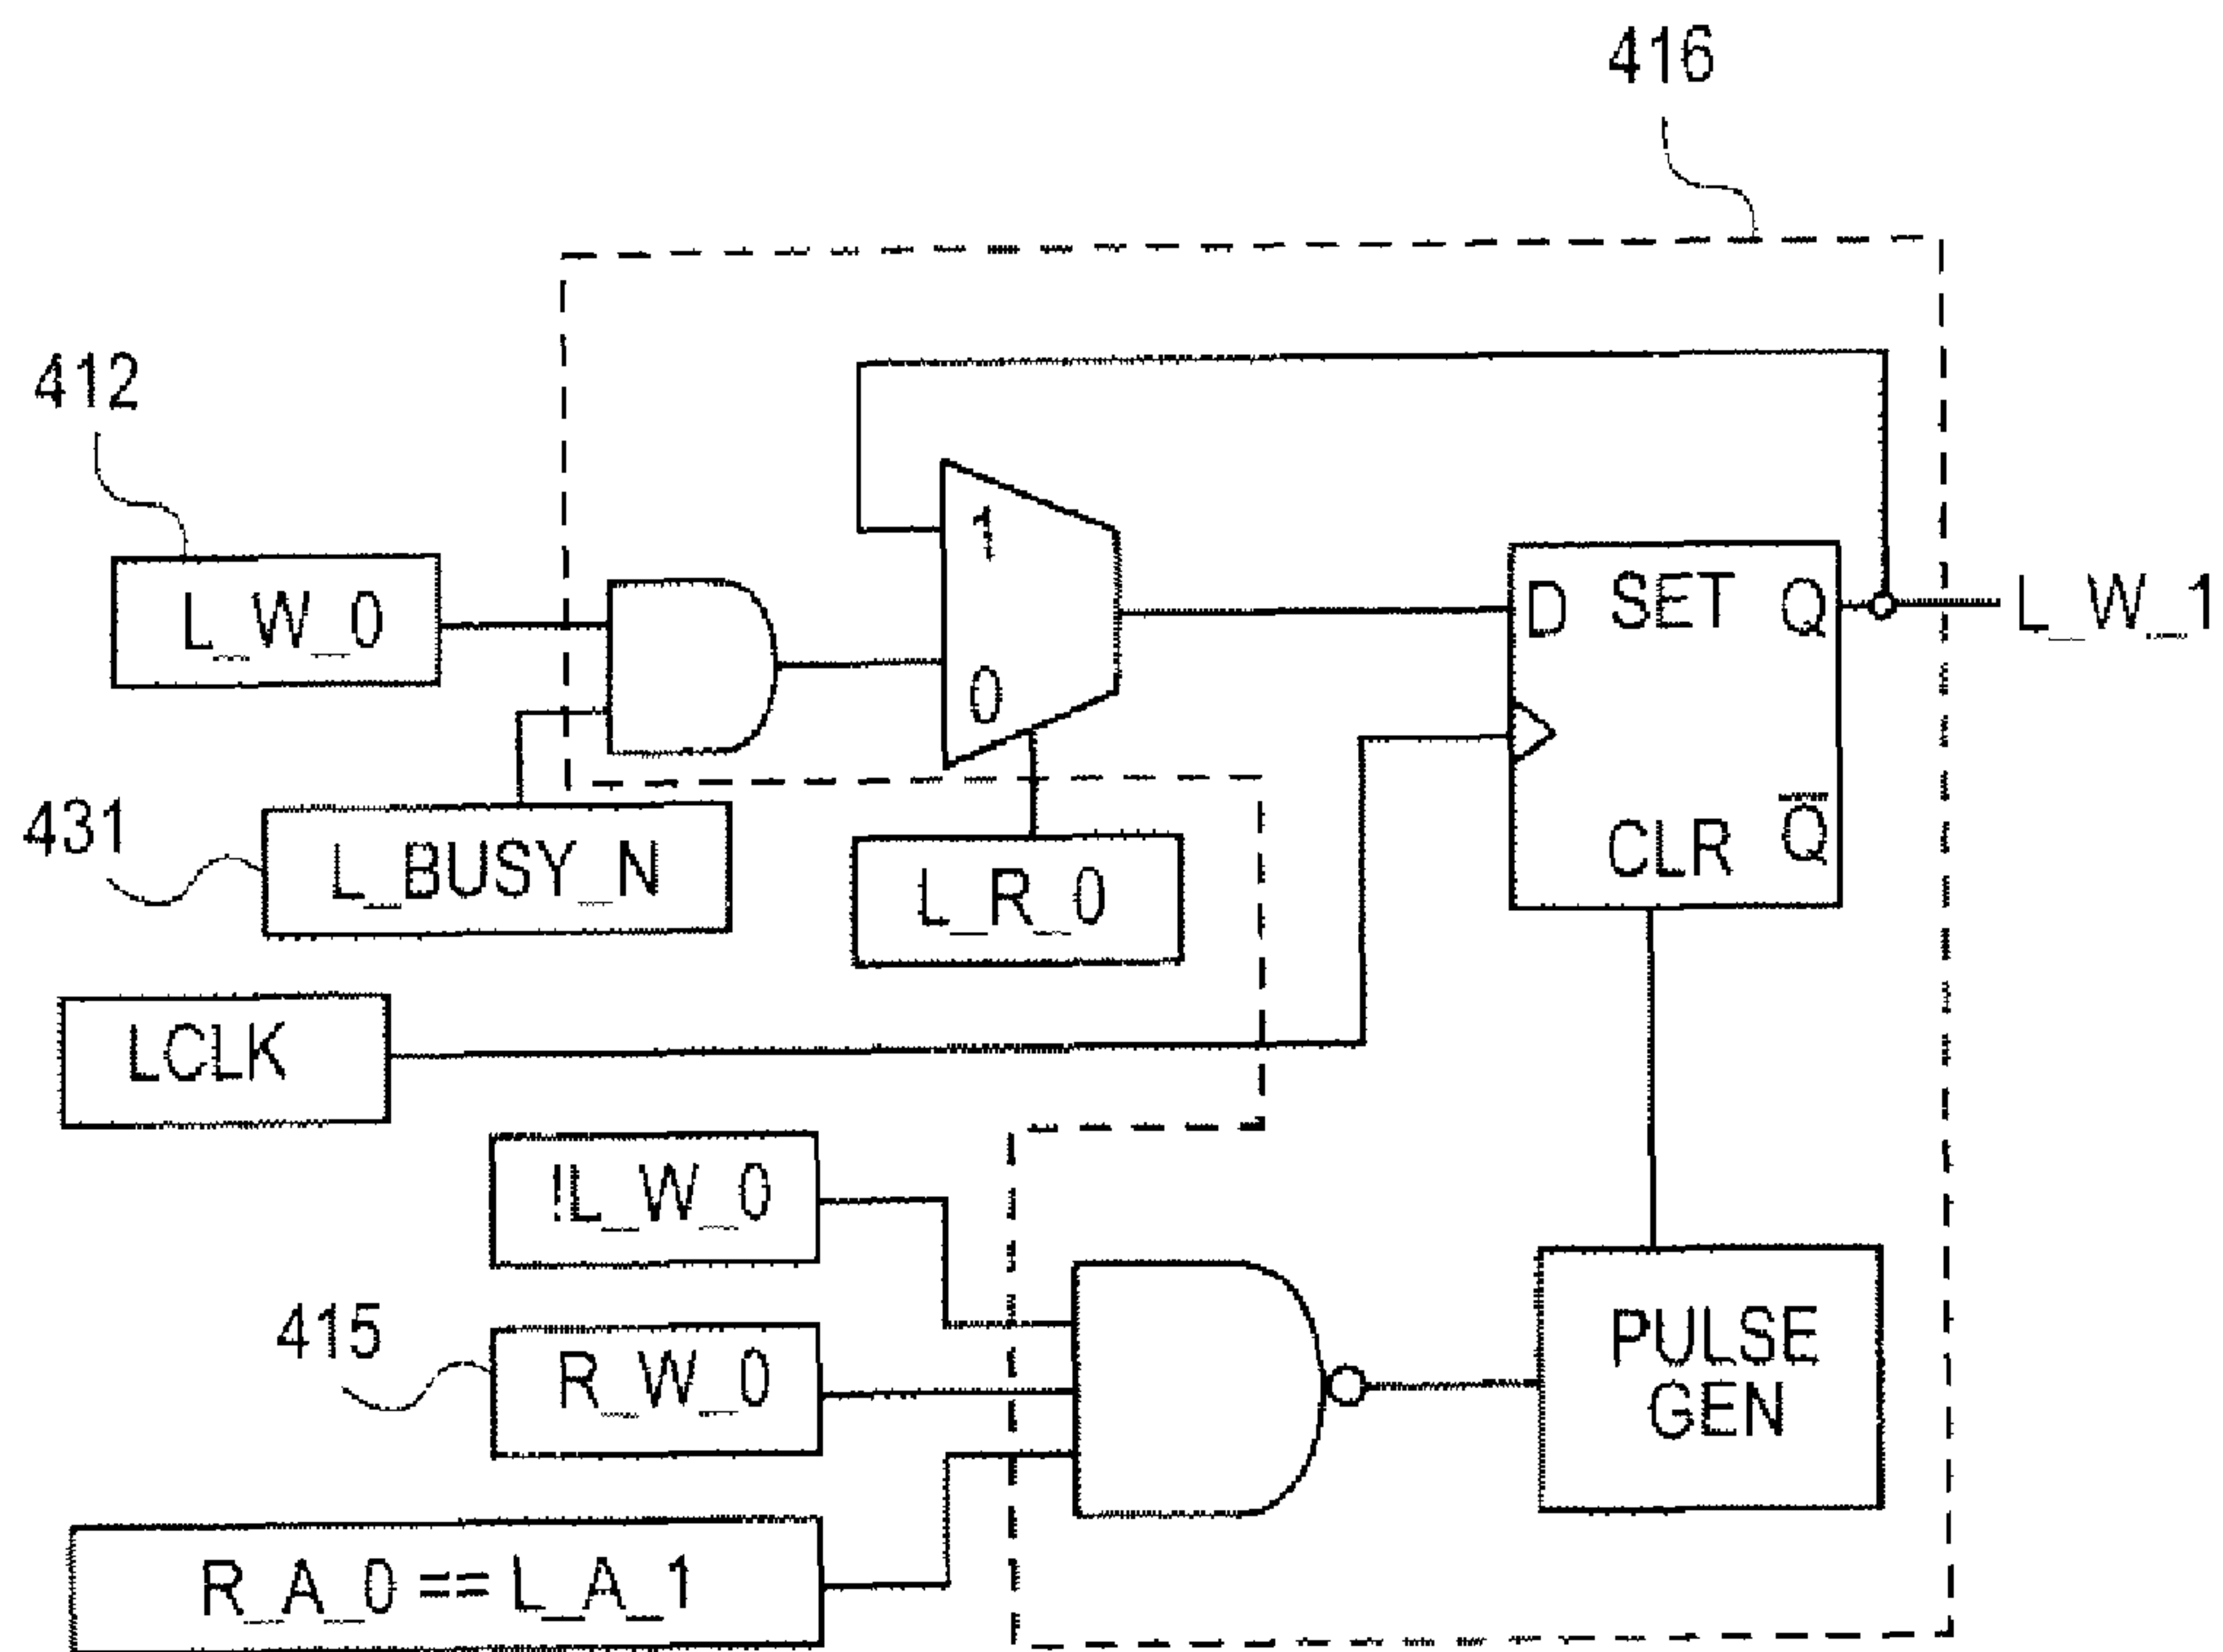 416
412
L_W_0
1
0
D SET Q
L_W_1
431
L_BUSY_N
L_R_0
CLR Q̅
LCLK
!L_W_0
415
R_W_0
PULSE
GEN
R_A_0 == L_A_1